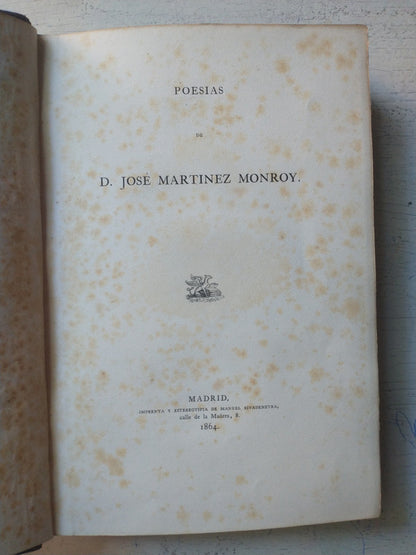 POESIAS
DE
D. JOSÉ MARTINEZ MONROY.
MADRID,
IMPRENTA Y ESTEREOTIPIA DE MANUEL RIVADENEYRA,
calle de la Madera, 8.
1864.